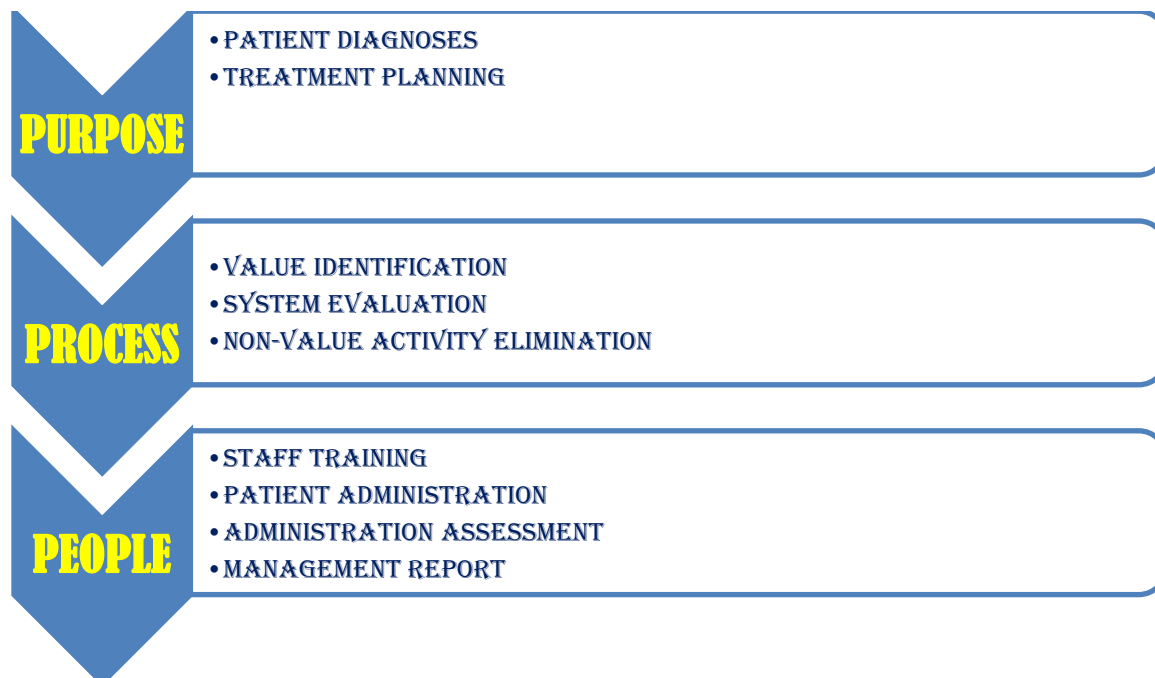 PURPOSE
•PATIENT DIAGNOSES
•TREATMENT PLANNING
PROCESS
•VALUE IDENTIFICATION
•SYSTEM EVALUATION
•NON-VALUE ACTIVITY ELIMINATION
PEOPLE
•STAFF TRAINING
•PATIENT ADMINISTRATION
•ADMINISTRATION ASSESSMENT
•MANAGEMENT REPORT